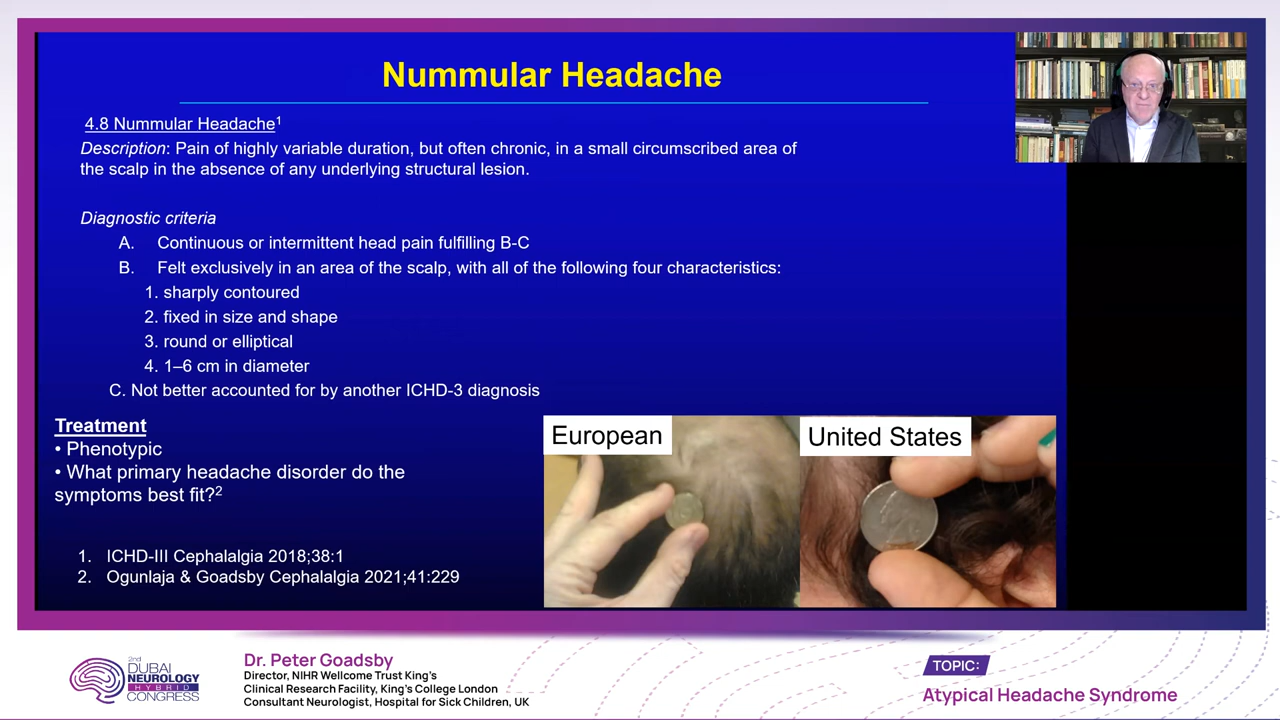 Nummular Headache
4.8 Nummular Headache1
Description: Pain of highly variable duration, but often chronic, in a small circumscribed area of
the scalp in the absence of any underlying structural lesion.
Diagnostic criteria
A. Continuous or intermittent head pain fulfilling B-C
B. Felt exclusively in an area of the scalp, with all of the following four characteristics:
1. sharply contoured
2. fixed in size and shape
3. round or elliptical
4. 1–6 cm in diameter
C. Not better accounted for by another ICHD-3 diagnosis
Treatment
• Phenotypic
• What primary headache disorder do the
symptoms best fit?2
1. ICHD-III Cephalalgia 2018;38:1
2. Ogunlaja & Goadsby Cephalalgia 2021;41:229
European
United States
2nd
DUBAI
NEUROLOGY
HYBRID
CONGRESS
Dr. Peter Goadsby
Director, NIHR Wellcome Trust King's
Clinical Research Facility, King's College London
Consultant Neurologist, Hospital for Sick Children, UK
TOPIC:
Atypical Headache Syndrome